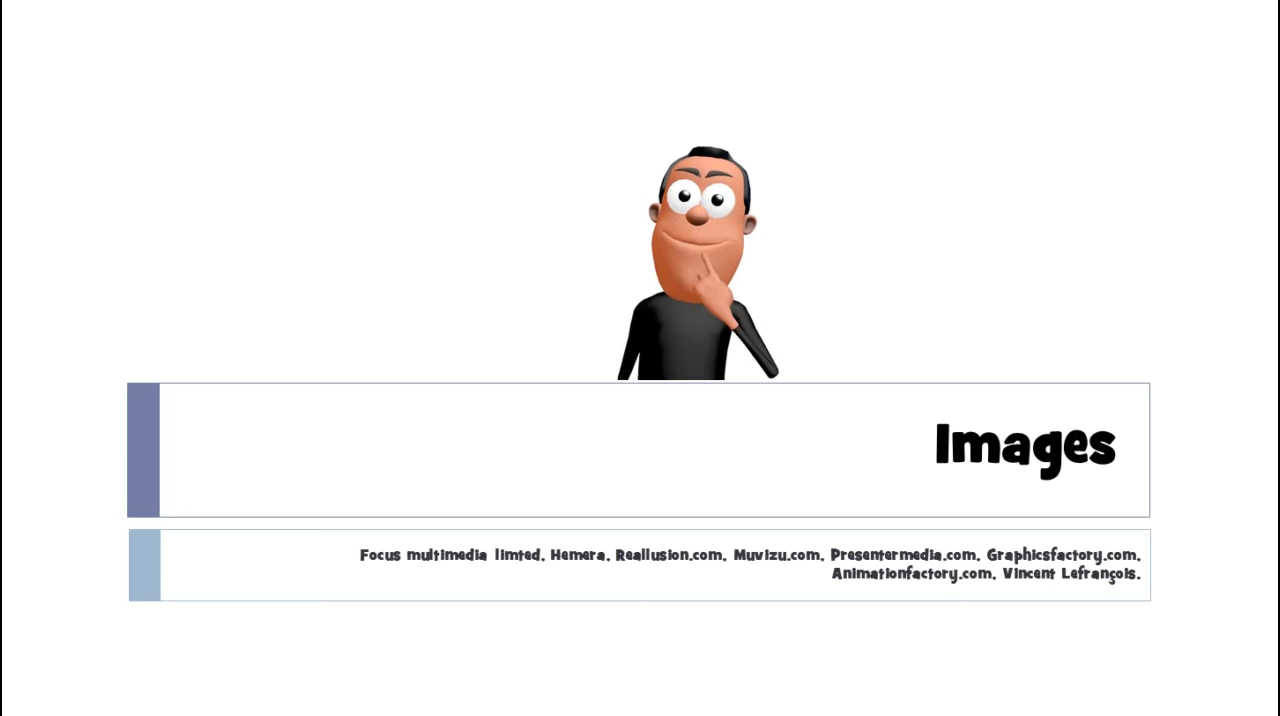 Images
Focus multimedia limted, Hemera, Reallusion.com, Muvizu.com, Presentermedia.com, Graphicsfactory.com,
Animationfactory.com, Vincent Lefrançois.